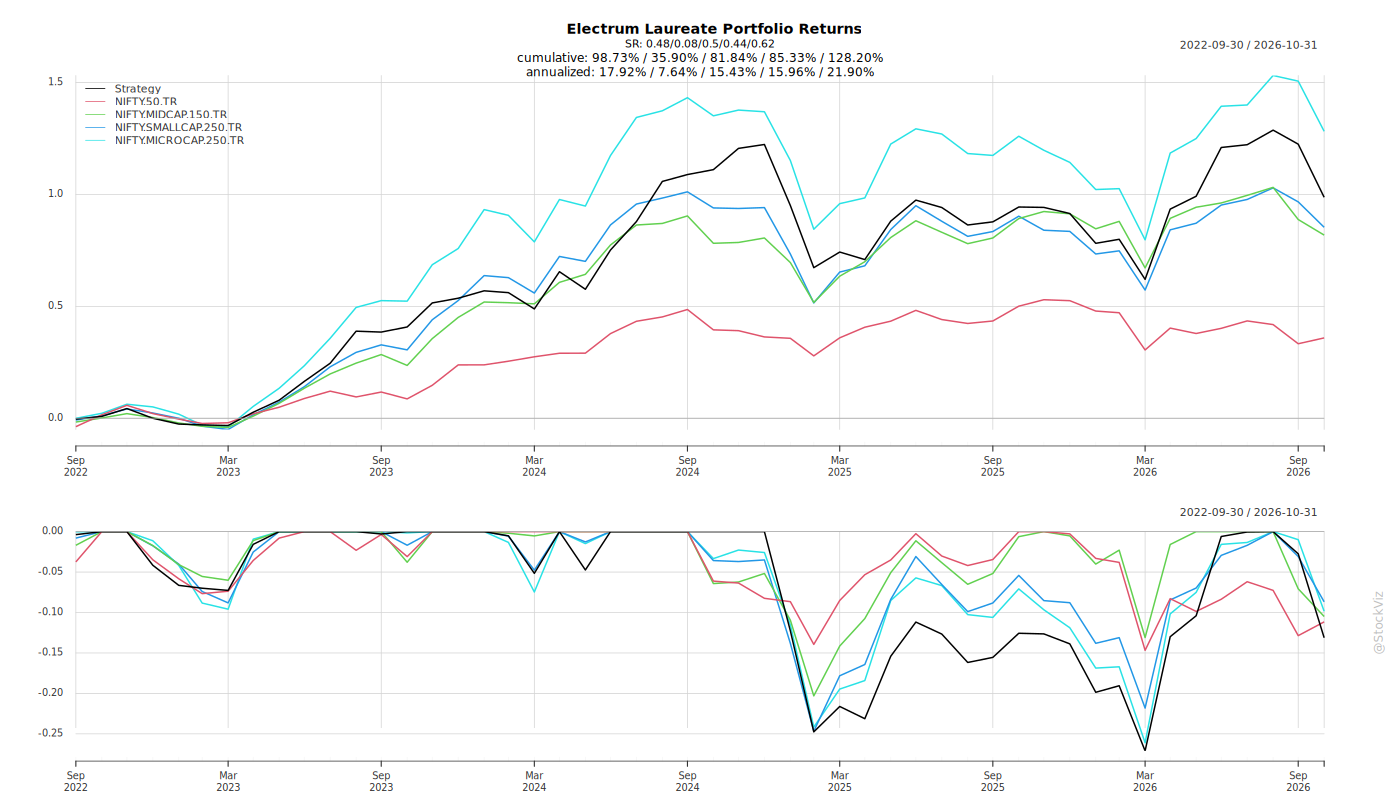 Electrum Laureate Portfolio Returns
SR: 0.48/0.08/0.5/0.44/0.62
cumulative: 98.73% / 35.90% / 81.84% / 85.33% / 128.20%
annualized: 17.92% / 7.64% / 15.43% / 15.96% / 21.90%
2022-09-30 / 2026-10-31
Strategy
NIFTY.50.TR
NIFTY.MIDCAP.150.TR
NIFTY.SMALLCAP.250.TR
NIFTY.MICROCAP.250.TR
1.5
1.0
0.5
0.0
Sep Mar Sep Mar Sep Mar Sep Mar Sep
2022 2023 2023 2024 2024 2025 2025 2026 2026
2022-09-30 / 2026-10-31
0.00
-0.05
-0.10
-0.15
-0.20
-0.25
Sep Mar Sep Mar Sep Mar Sep Mar Sep
2022 2023 2023 2024 2024 2025 2025 2026 2026
@StockViz